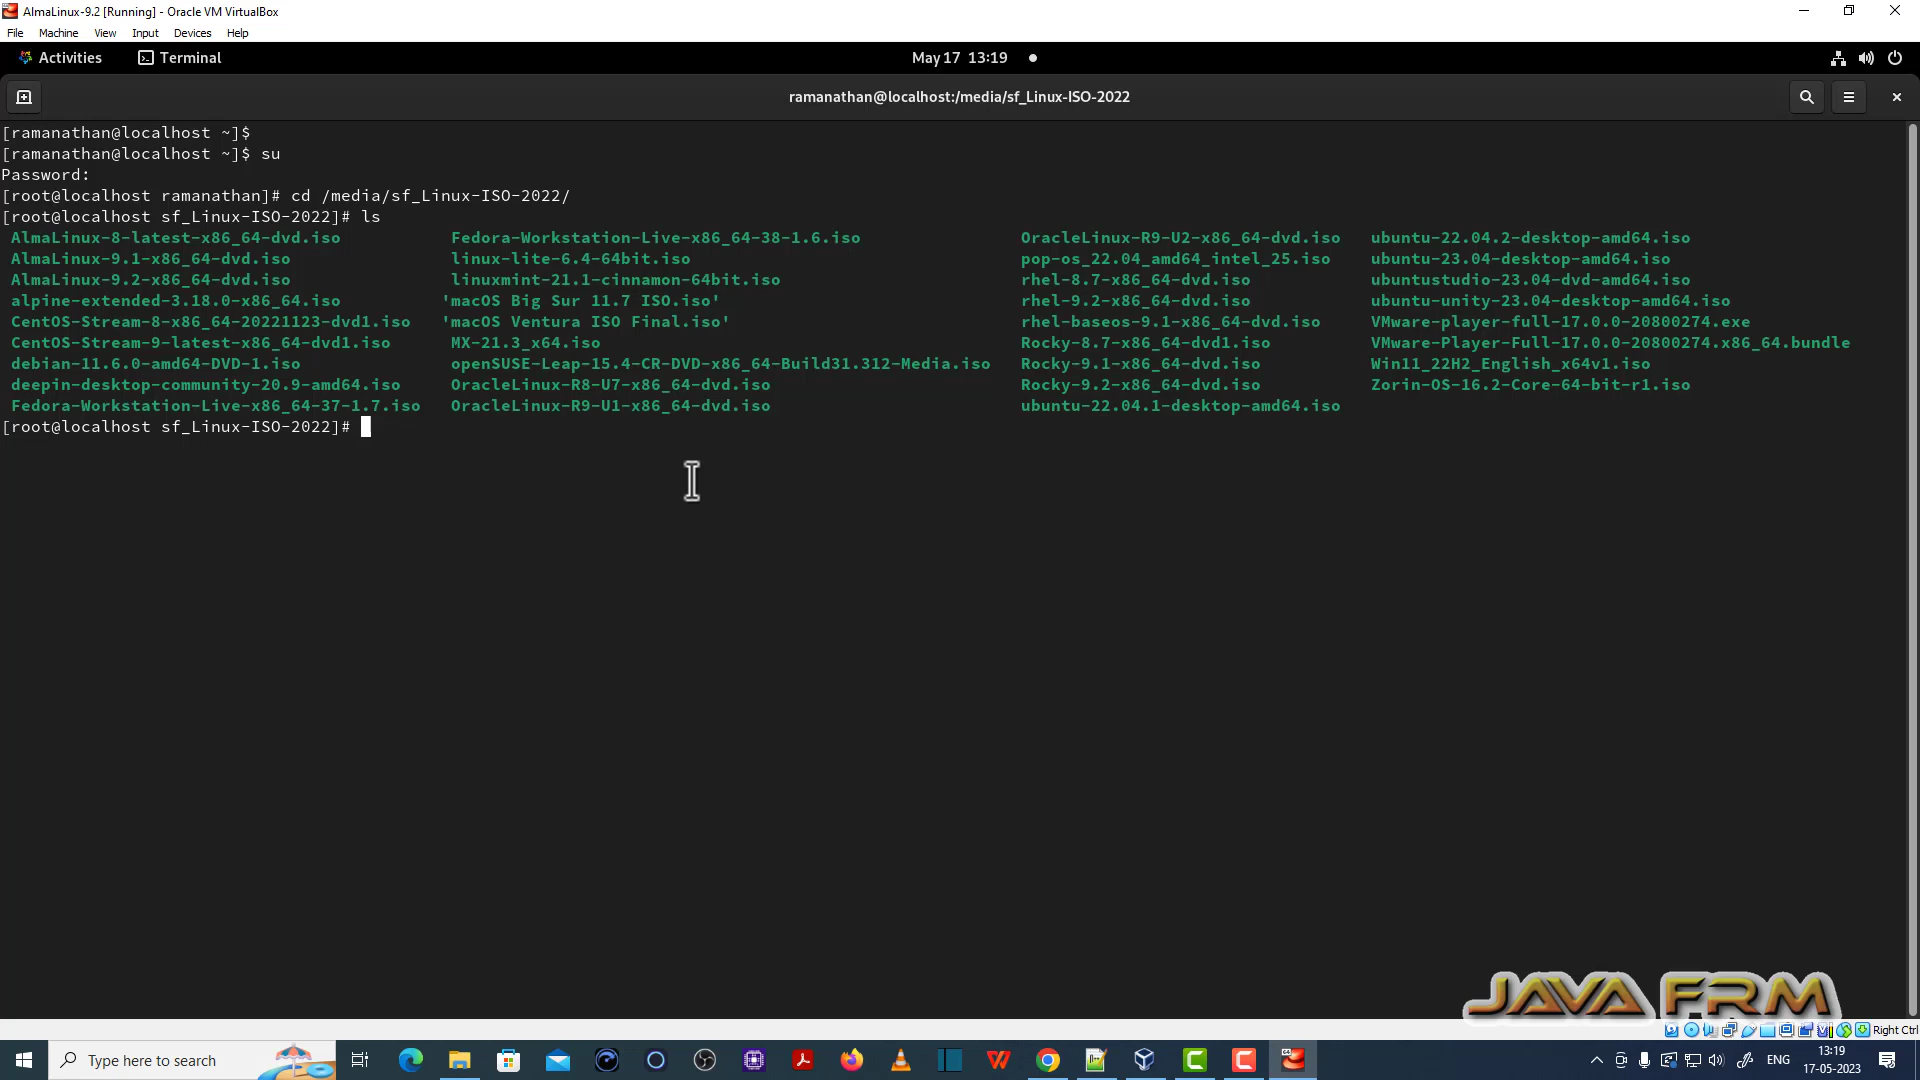 AlmaLinux-9.2 [Running] - Oracle VM VirtualBox
File Machine View Input Devices Help
Activities Terminal May 17 13:19
ramanathan@localhost:/media/sf_Linux-ISO-2022
[ramanathan@localhost ~]$
[ramanathan@localhost ~]$ su
Password:
[root@localhost ramanathan]# cd /media/sf_Linux-ISO-2022/
[root@localhost sf_Linux-ISO-2022]# ls
AlmaLinux-8-latest-x86_64-dvd.iso Fedora-Workstation-Live-x86_64-38-1.6.iso OracleLinux-R9-U2-x86_64-dvd.iso ubuntu-22.04.2-desktop-amd64.iso
AlmaLinux-9.1-x86_64-dvd.iso linux-lite-6.4-64bit.iso pop-os_22.04_amd64_intel_25.iso ubuntu-23.04-desktop-amd64.iso
AlmaLinux-9.2-x86_64-dvd.iso linuxmint-21.1-cinnamon-64bit.iso rhel-8.7-x86_64-dvd.iso ubuntustudio-23.04-dvd-amd64.iso
alpine-extended-3.18.0-x86_64.iso 'macOS Big Sur 11.7 ISO.iso' rhel-9.2-x86_64-dvd.iso ubuntu-unity-23.04-desktop-amd64.iso
CentOS-Stream-8-x86_64-20221123-dvd1.iso 'macOS Ventura ISO Final.iso' rhel-baseos-9.1-x86_64-dvd.iso VMware-player-full-17.0.0-20800274.exe
CentOS-Stream-9-latest-x86_64-dvd1.iso MX-21.3_x64.iso Rocky-8.7-x86_64-dvd1.iso VMware-Player-Full-17.0.0-20800274.x86_64.bundle
debian-11.6.0-amd64-DVD-1.iso openSUSE-Leap-15.4-CR-DVD-x86_64-Build31.312-Media.iso Rocky-9.1-x86_64-dvd.iso Win11_22H2_English_x64v1.iso
deepin-desktop-community-20.9-amd64.iso OracleLinux-R8-U7-x86_64-dvd.iso Rocky-9.2-x86_64-dvd.iso Zorin-OS-16.2-Core-64-bit-r1.iso
Fedora-Workstation-Live-x86_64-37-1.7.iso OracleLinux-R9-U1-x86_64-dvd.iso ubuntu-22.04.1-desktop-amd64.iso
[root@localhost sf_Linux-ISO-2022]#
JAVA FRM
Right Ctrl
Type here to search ENG 13:19
17-05-2023